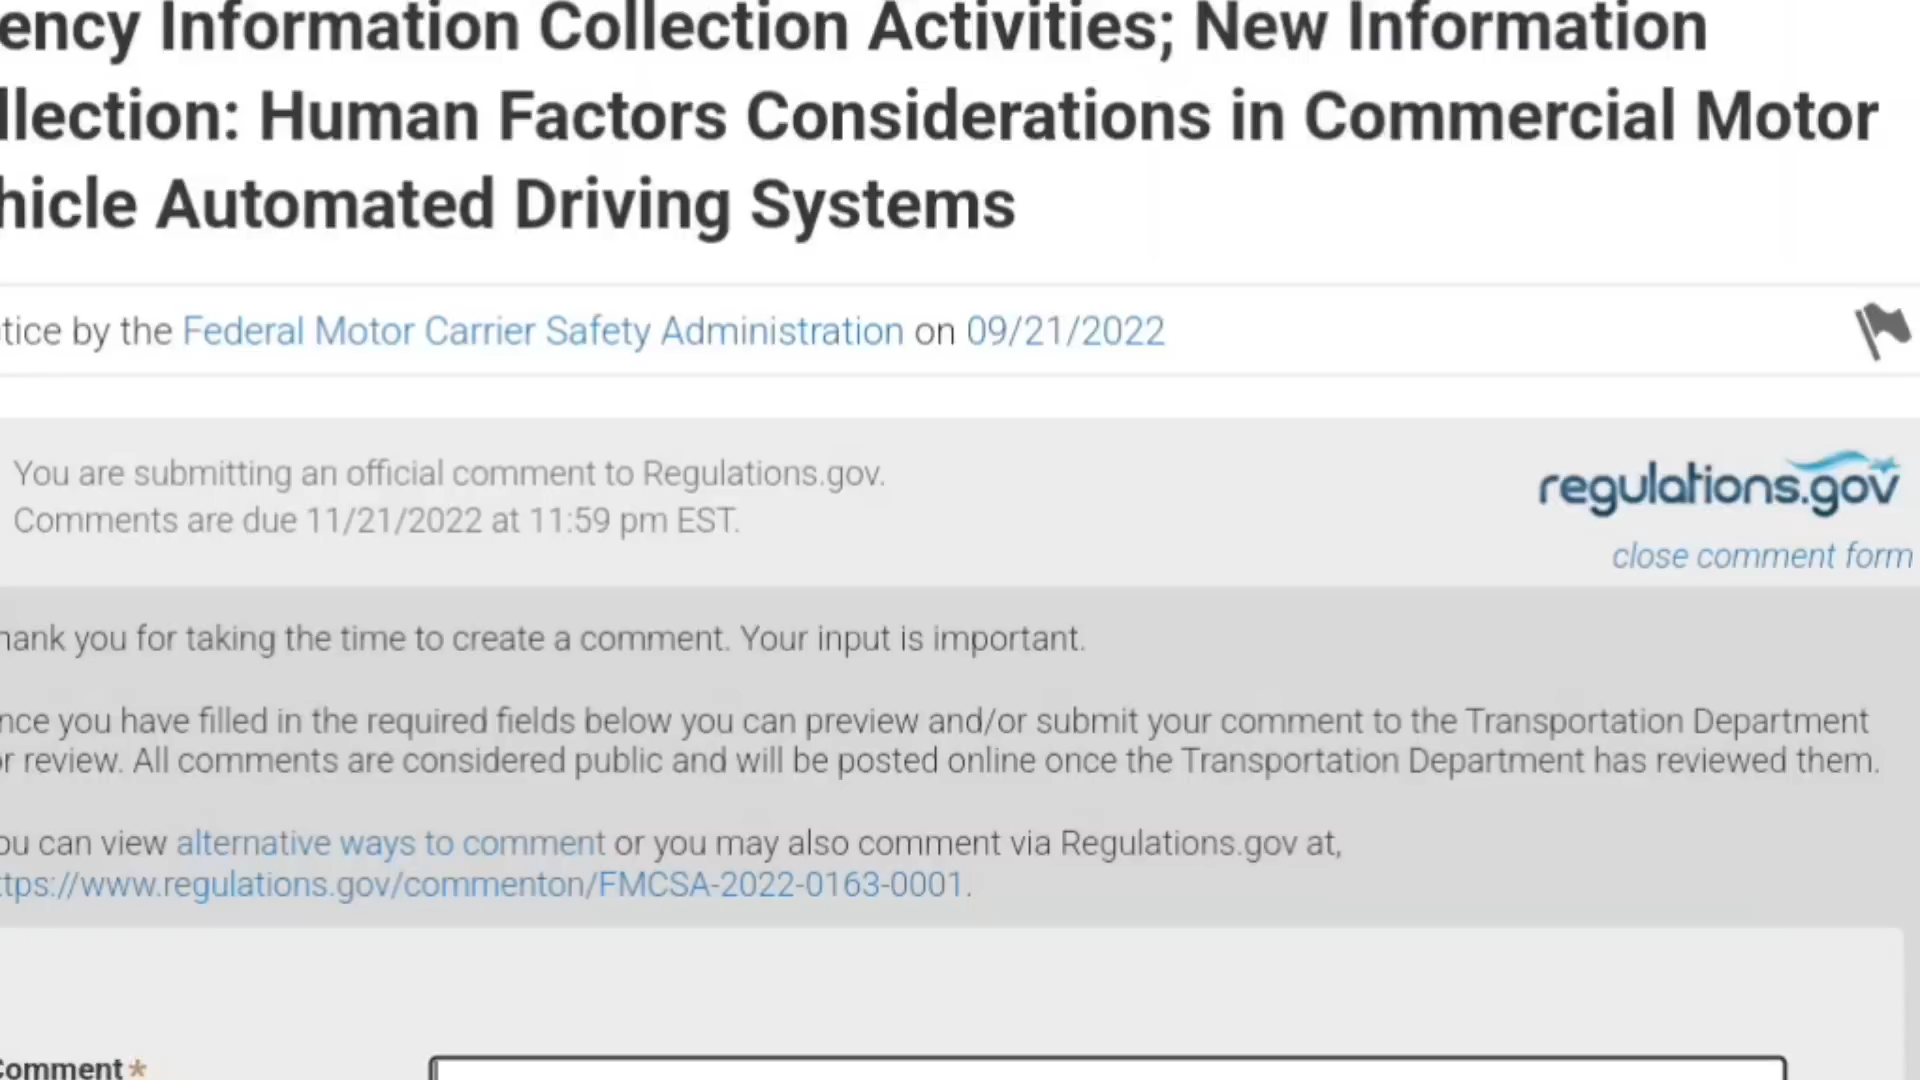 ency Information Collection Activities; New Information
llection: Human Factors Considerations in Commercial Motor
hicle Automated Driving Systems
tice by the Federal Motor Carrier Safety Administration on 09/21/2022
You are submitting an official comment to Regulations.gov.
Comments are due 11/21/2022 at 11:59 pm EST.
regulations.gov
close comment form
hank you for taking the time to create a comment. Your input is important.
nce you have filled in the required fields below you can preview and/or submit your comment to the Transportation Department
or review. All comments are considered public and will be posted online once the Transportation Department has reviewed them.
ou can view alternative ways to comment or you may also comment via Regulations.gov at,
ttps://www.regulations.gov/commenton/FMCSA-2022-0163-0001.
Comment *